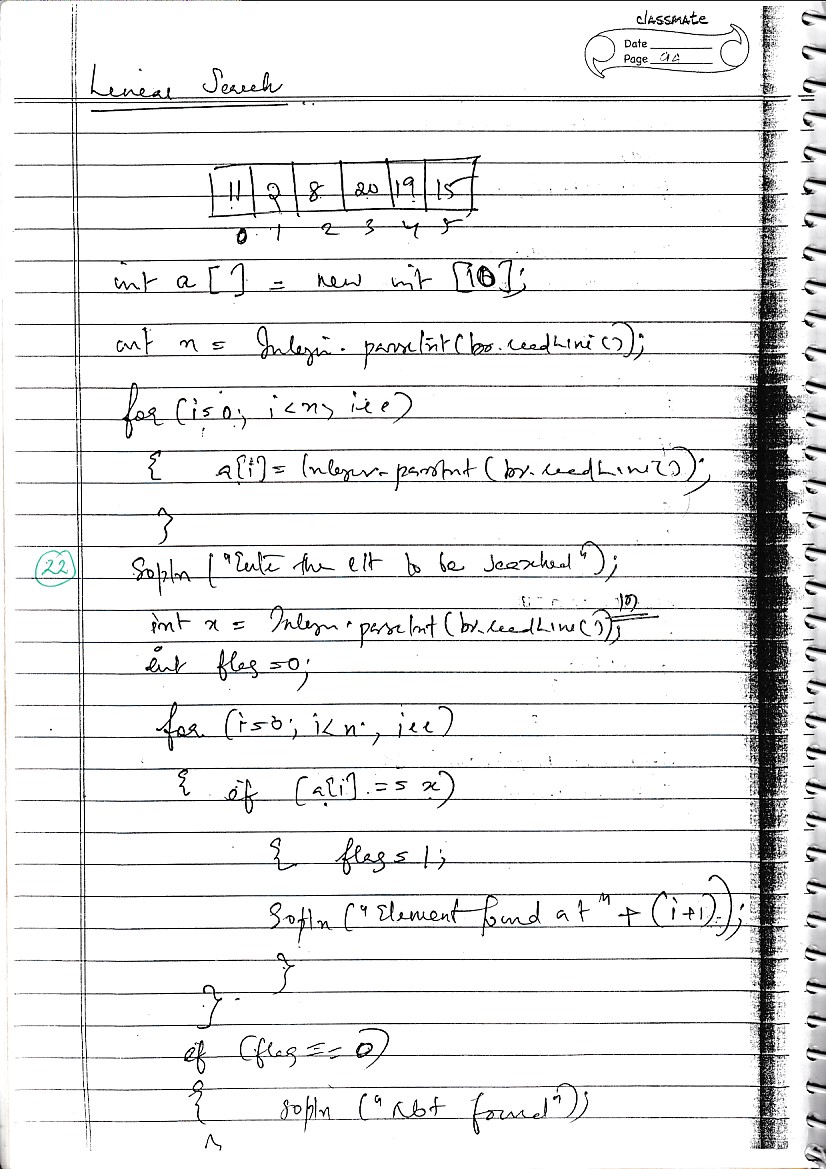 classmate
Date
Page
Linear Search
11 2 8 20 19 15
0 1 2 3 4 5
int a [ ] = new int [10];
int n = Integer.parseInt(br.readLine());
for (i=0; i<n; i++)
{ a[i] = Integer.parseInt(br.readLine());
}
22 Sopln ("Enter the elt to be searched");
int x = Integer.parseInt(br.readLine());
int flag =0;
for (i=0; i<n; i++)
{ if (a[i] == x)
{ flag = 1;
Sopln ("Element found at" + (i+1));
}
}
if (flag == 0)
{ sopln ("Not found");
}